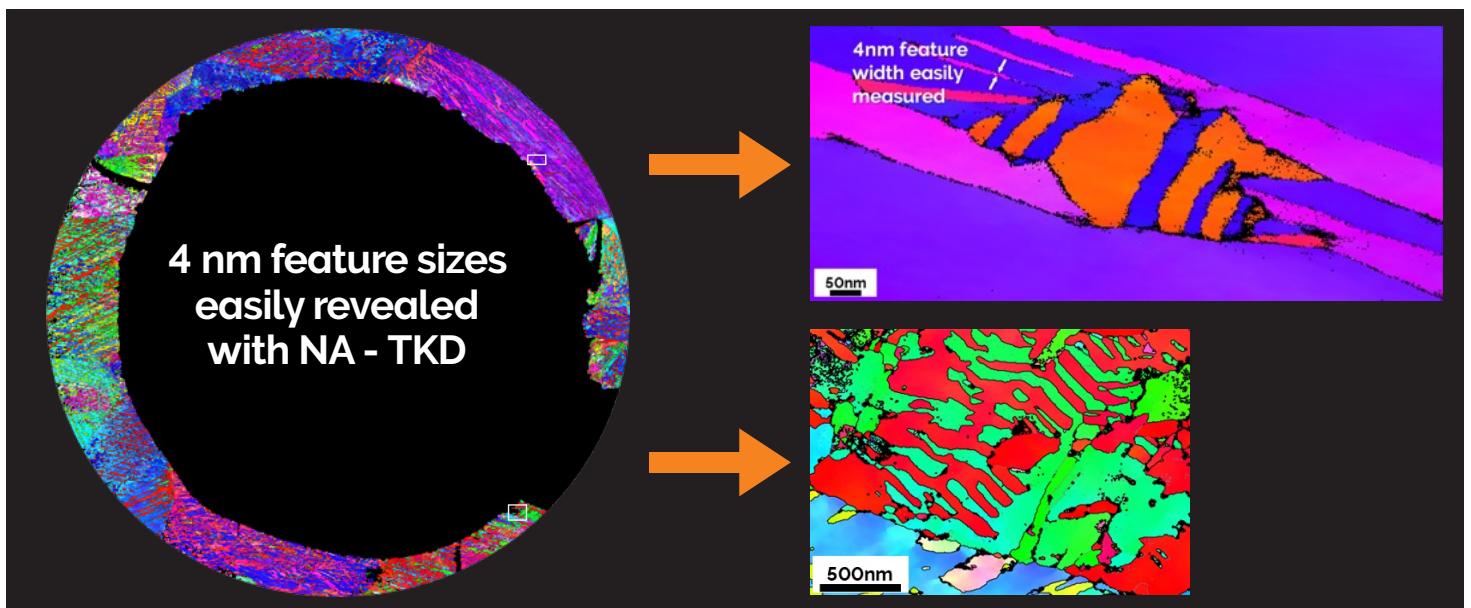 4 nm feature sizes
easily revealed
with NA - TKD
4nm feature
width easily
measured
50nm
500nm